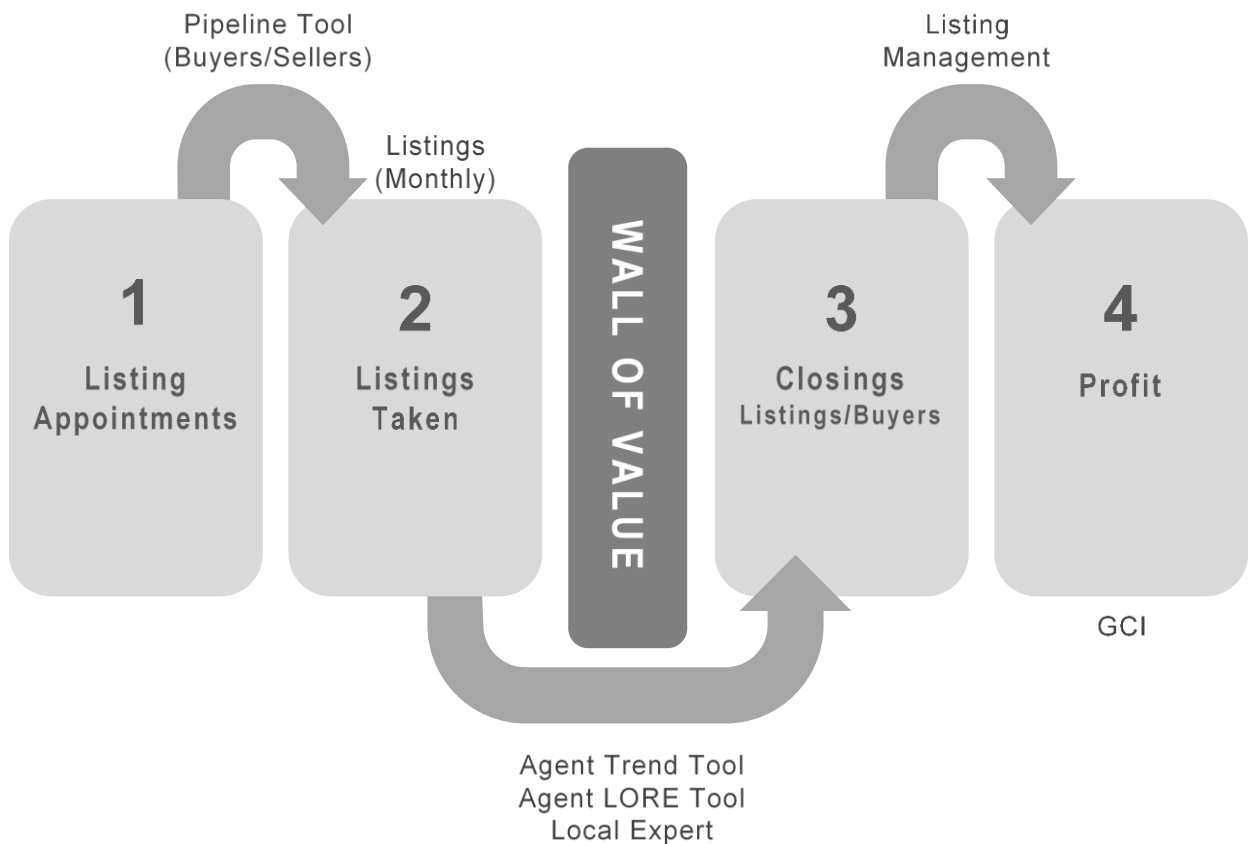 Pipeline Tool
(Buyers/Sellers)
Listing
Management
Listings
(Monthly)
1
Listing
Appointments
2
Listings
Taken
WALL OF VALUE
3
Closings
Listings/Buyers
4
Profit
GCI
Agent Trend Tool
Agent LORE Tool
Local Expert